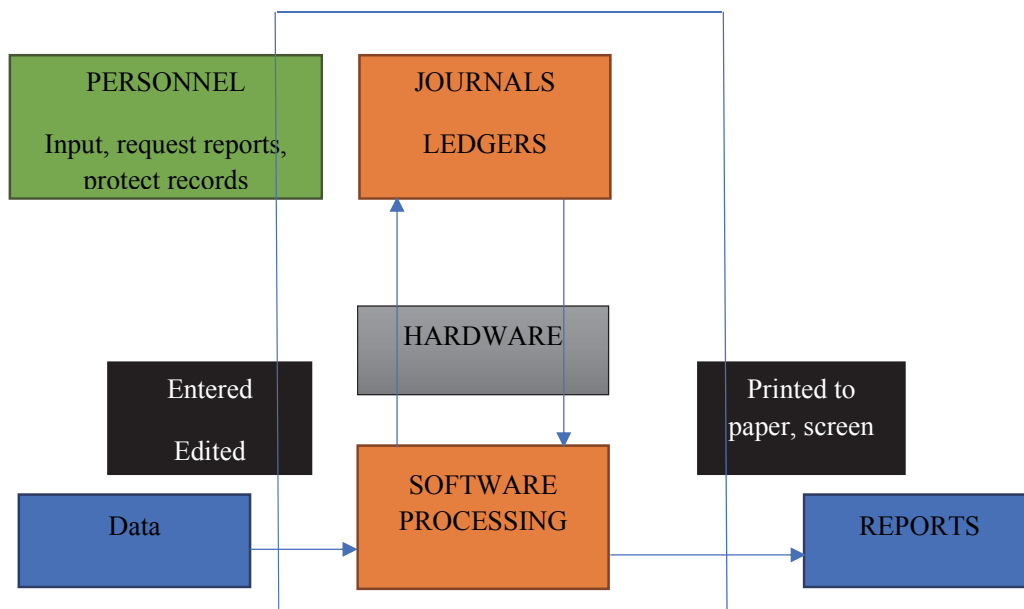 PERSONNEL
Input, request reports,
protect records
JOURNALS
LEDGERS
HARDWARE
Entered
Edited
Printed to
paper, screen
Data
SOFTWARE
PROCESSING
REPORTS